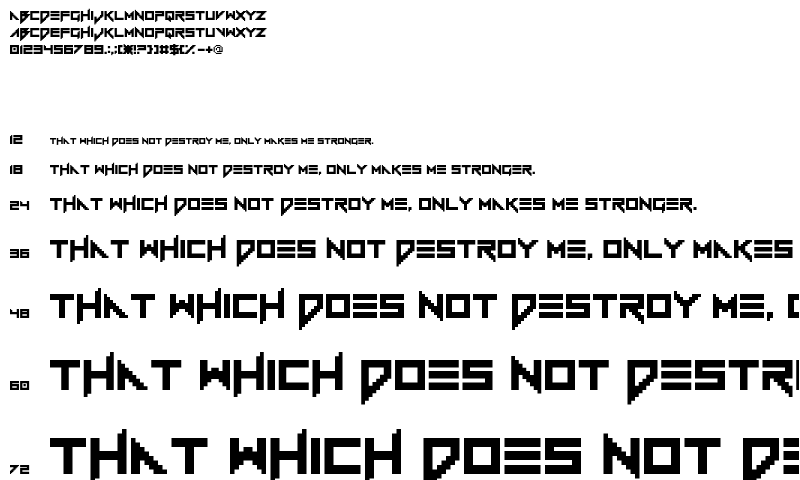 ABCDEFGHIJKLMNOPQRSTUVWXYZ
ABCDEFGHIJKLMNOPQRSTUVWXYZ
0123456789.:,;(*!?')]#$(%.-+@
12 THAT WHICH DOES NOT DESTROY ME, ONLY MAKES ME STRONGER.
18 THAT WHICH DOES NOT DESTROY ME, ONLY MAKES ME STRONGER.
24 THAT WHICH DOES NOT DESTROY ME, ONLY MAKES ME STRONGER.
36 THAT WHICH DOES NOT DESTROY ME, ONLY MAKES
48 THAT WHICH DOES NOT DESTROY ME,
60 THAT WHICH DOES NOT DESTR
72 THAT WHICH DOES NOT DE